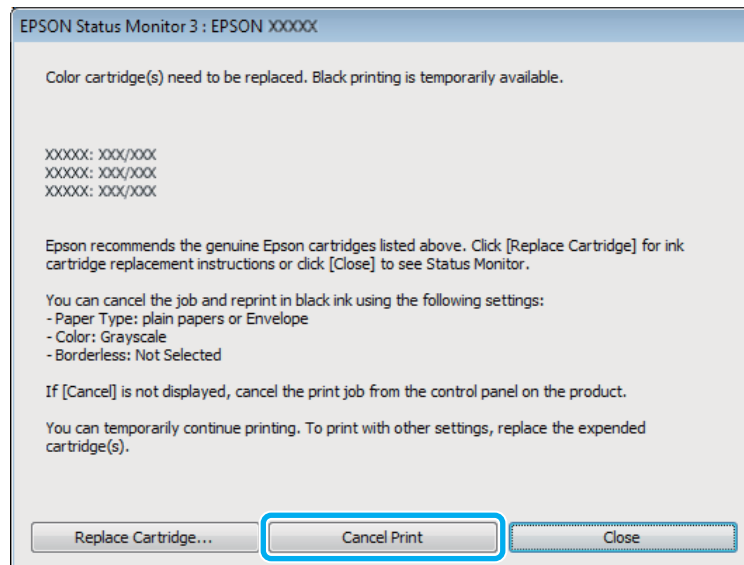 EPSON Status Monitor 3 : EPSON XXXXX
Color cartridge(s) need to be replaced. Black printing is temporarily available.
XXXXX: XXX/XXX
XXXXX: XXX/XXX
XXXXX: XXX/XXX
Epson recommends the genuine Epson cartridges listed above. Click [Replace Cartridge] for ink
cartridge replacement instructions or click [Close] to see Status Monitor.
You can cancel the job and reprint in black ink using the following settings:
- Paper Type: plain papers or Envelope
- Color: Grayscale
- Borderless: Not Selected
If [Cancel] is not displayed, cancel the print job from the control panel on the product.
You can temporarily continue printing. To print with other settings, replace the expended
cartridge(s).
Replace Cartridge... Cancel Print Close